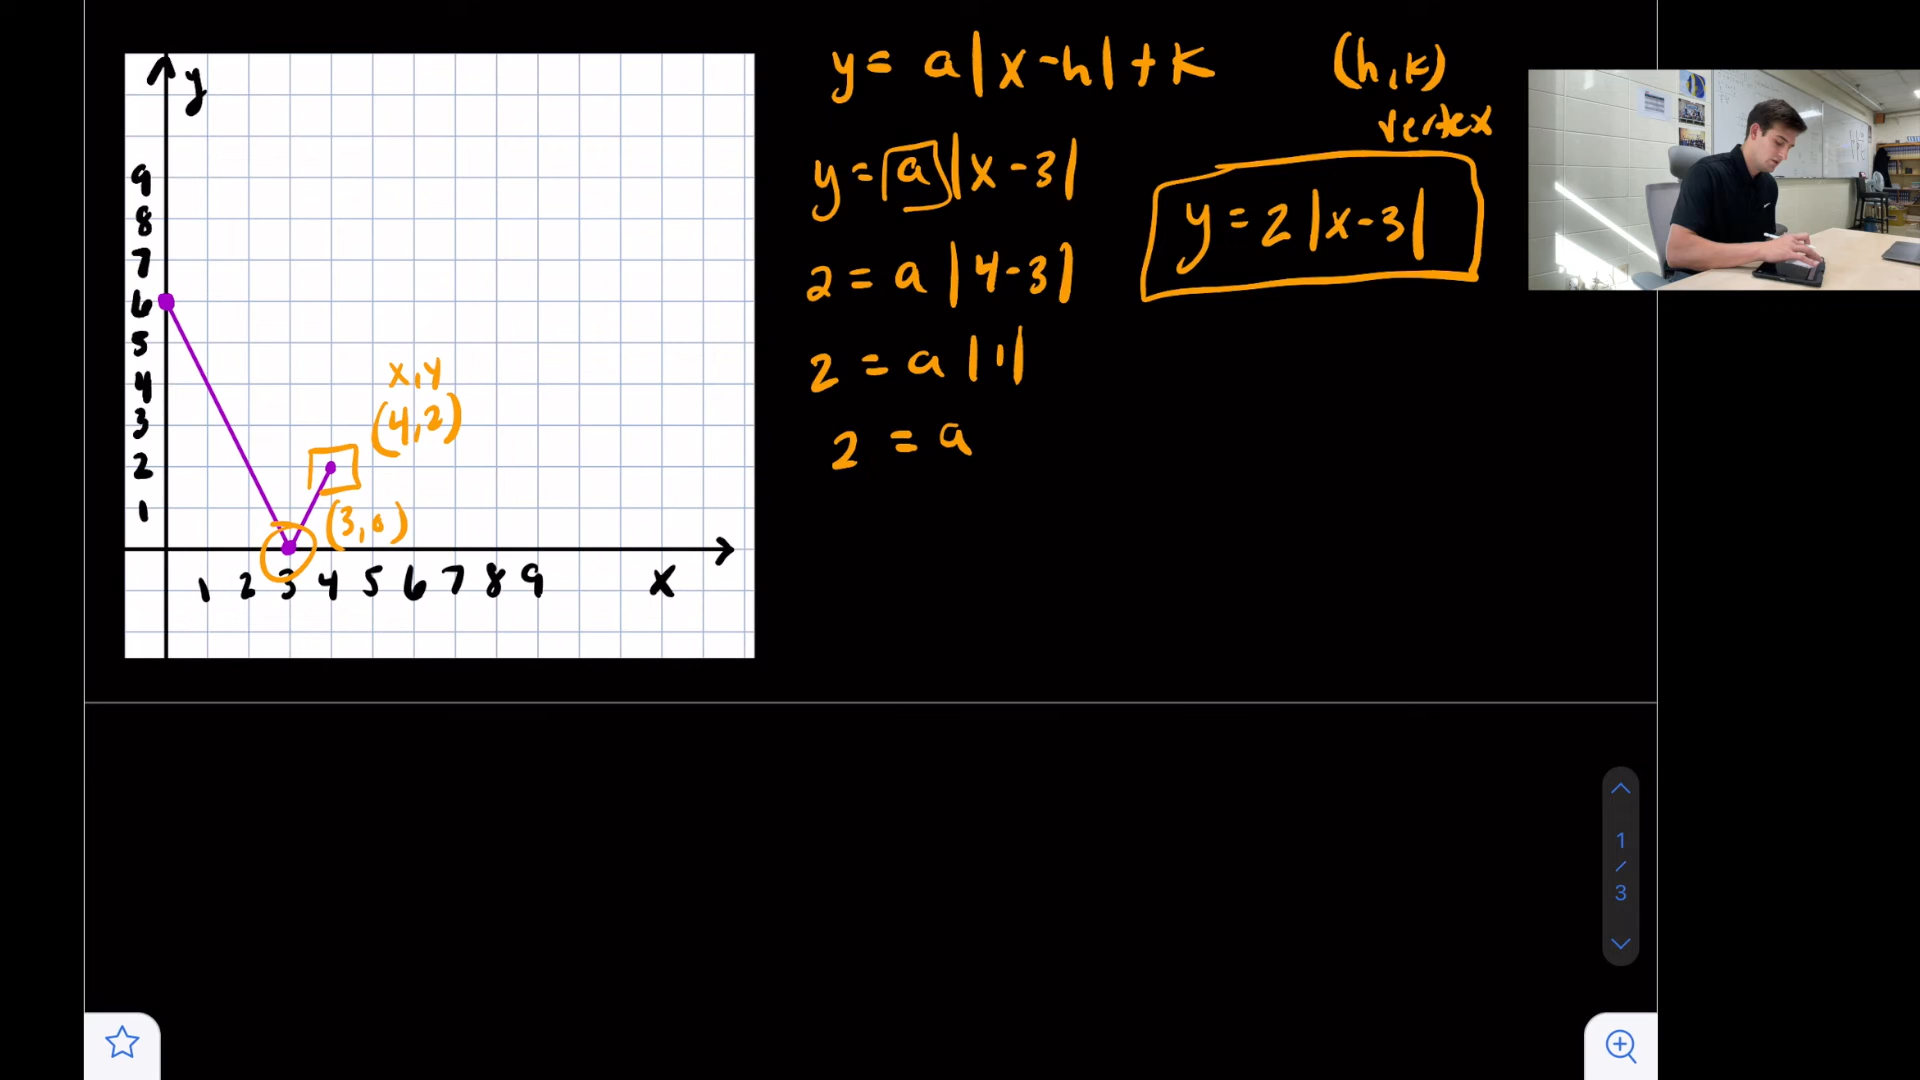 y
9
8
7
6
5
4
3
2
1
1 2 3 4 5 6 7 8 9 x
x,y
(4,2)
(3,0)
y = a|x-h| + k
(h,k)
vertex
y = a|x-3|
2 = a|4-3|
2 = a|1|
2 = a
y = 2|x-3|
1
/
3